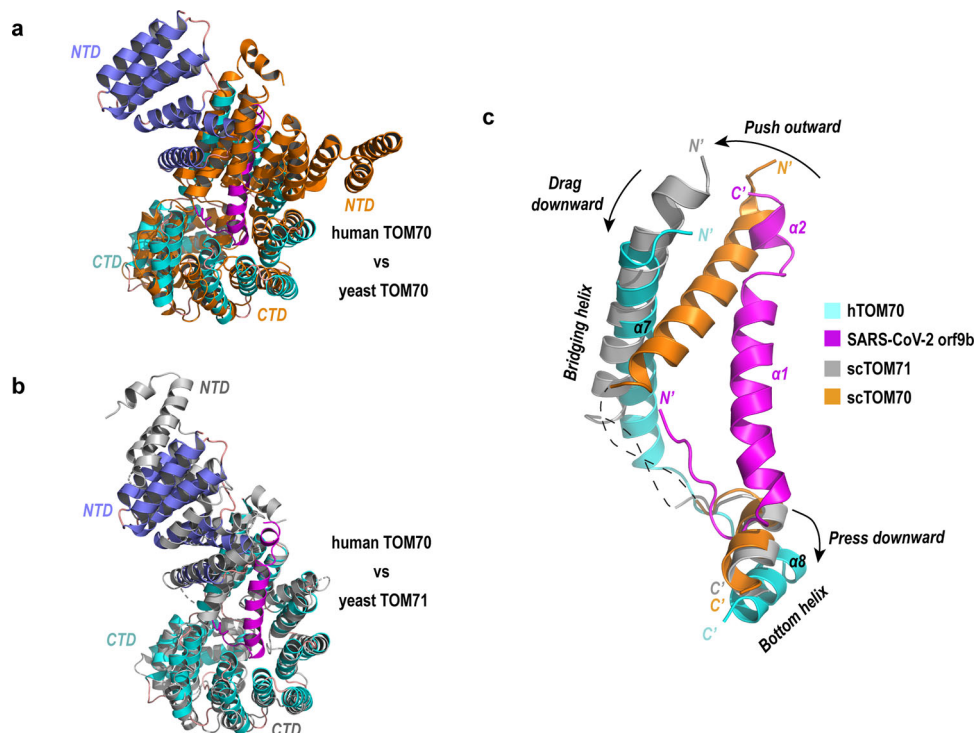 a
NTD
NTD
human TOM70
vs
yeast TOM70
CTD
CTD
b
NTD
NTD
human TOM70
vs
yeast TOM71
CTD
CTD
c
Push outward
N'
N'
Drag
downward
C'
α2
N'
Bridging helix
α7
α1
N'
hTOM70
SARS-CoV-2 orf9b
scTOM71
scTOM70
Press downward
α8
C'
C'
C'
Bottom helix